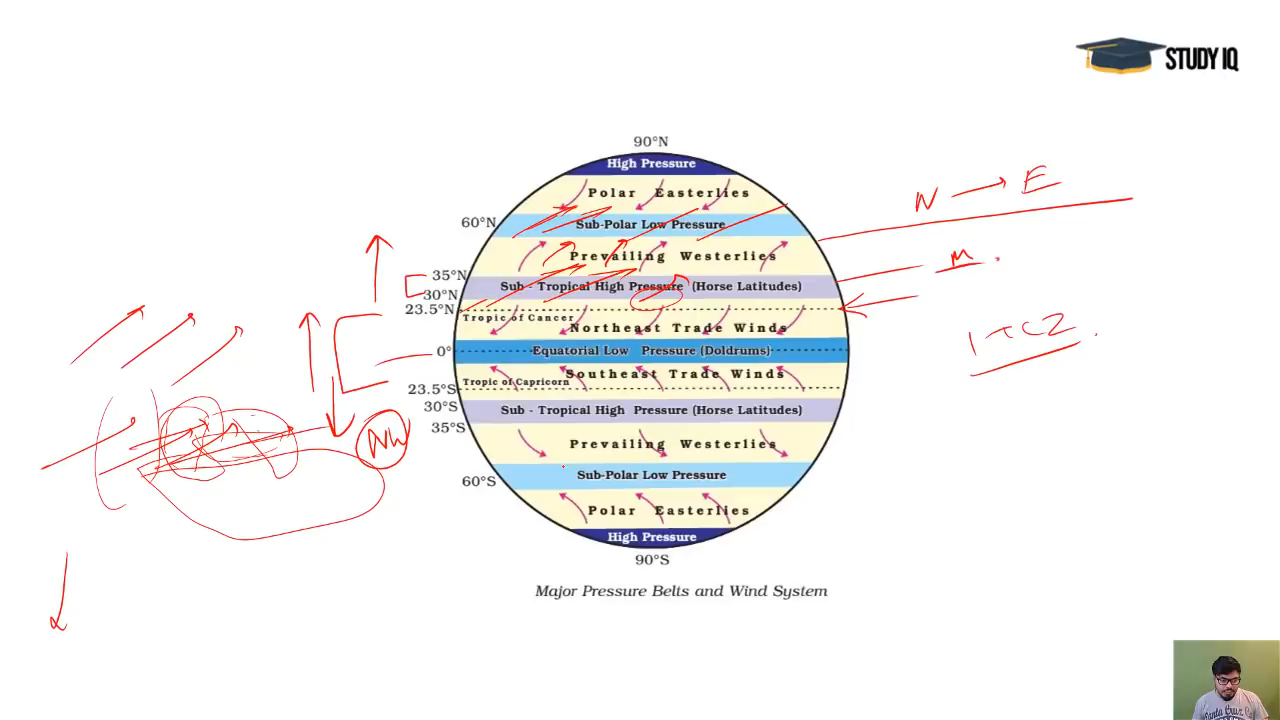 STUDY IQ
90°N
High Pressure
Polar Easterlies
N → E
60°N
Sub-Polar Low Pressure
Prevailing Westerlies
M
35°N
Sub - Tropical High Pressure (Horse Latitudes)
30°N
23.5°N
Tropic of Cancer
Northeast Trade Winds
ITCZ
0°
Equatorial Low Pressure (Doldrums)
Southeast Trade Winds
Tropic of Capricorn
23.5°S
30°S
Sub - Tropical High Pressure (Horse Latitudes)
35°S
Prevailing Westerlies
60°S
Sub-Polar Low Pressure
Polar Easterlies
High Pressure
90°S
Major Pressure Belts and Wind System